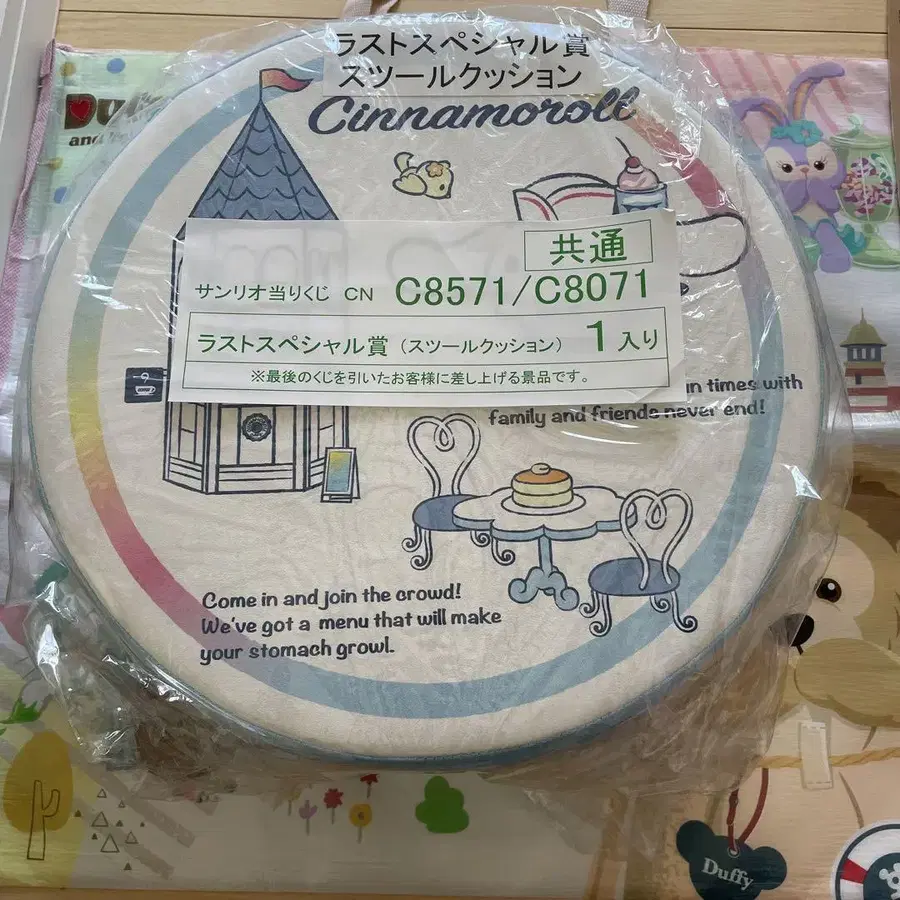 ラストスペシャル賞
スツールクッション
Cinnamoroll
Duffy
and
共通
サンリオ当りくじ CN C8571/C8071
ラストスペシャル賞(スツールクッション) 1入り
※最後のくじを引いたお客様に差し上げる景品です。
times with
family and friends never end!
Come in and join the crowd!
We've got a menu that will make
your stomach growl.
Duffy